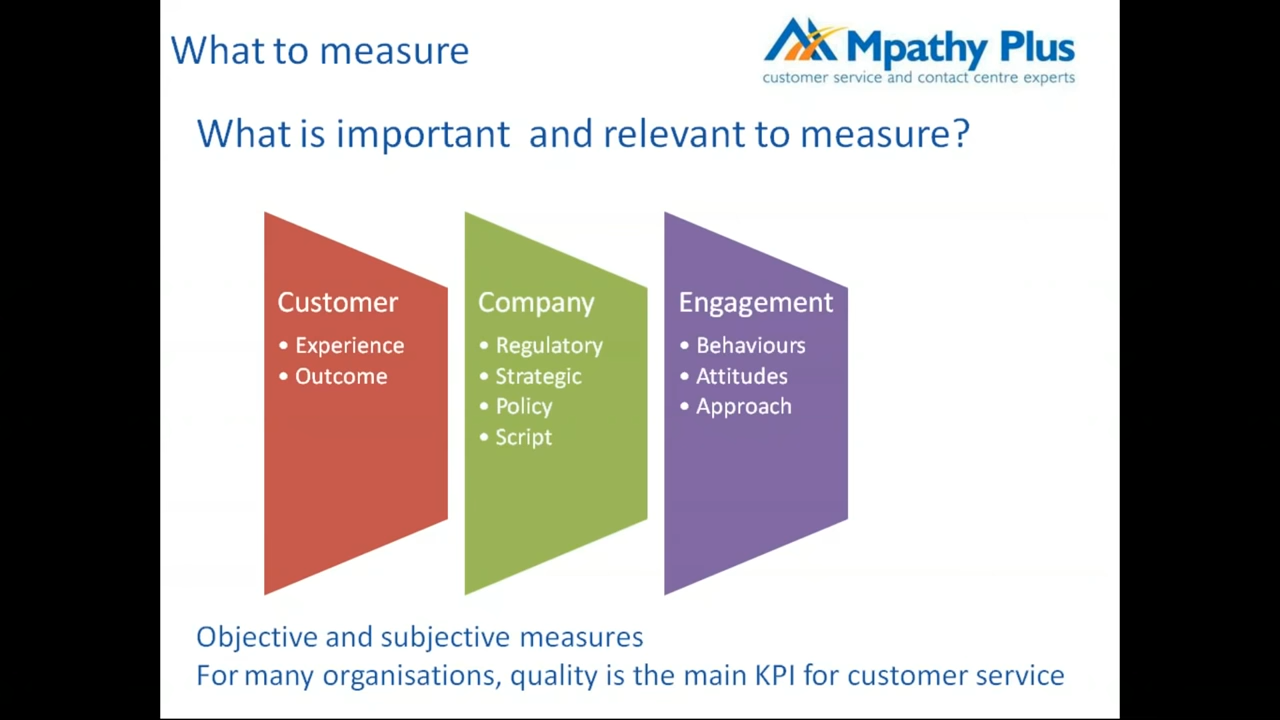 What to measure
Mpathy Plus
customer service and contact centre experts
What is important and relevant to measure?
Customer
• Experience
• Outcome
Company
• Regulatory
• Strategic
• Policy
• Script
Engagement
• Behaviours
• Attitudes
• Approach
Objective and subjective measures
For many organisations, quality is the main KPI for customer service